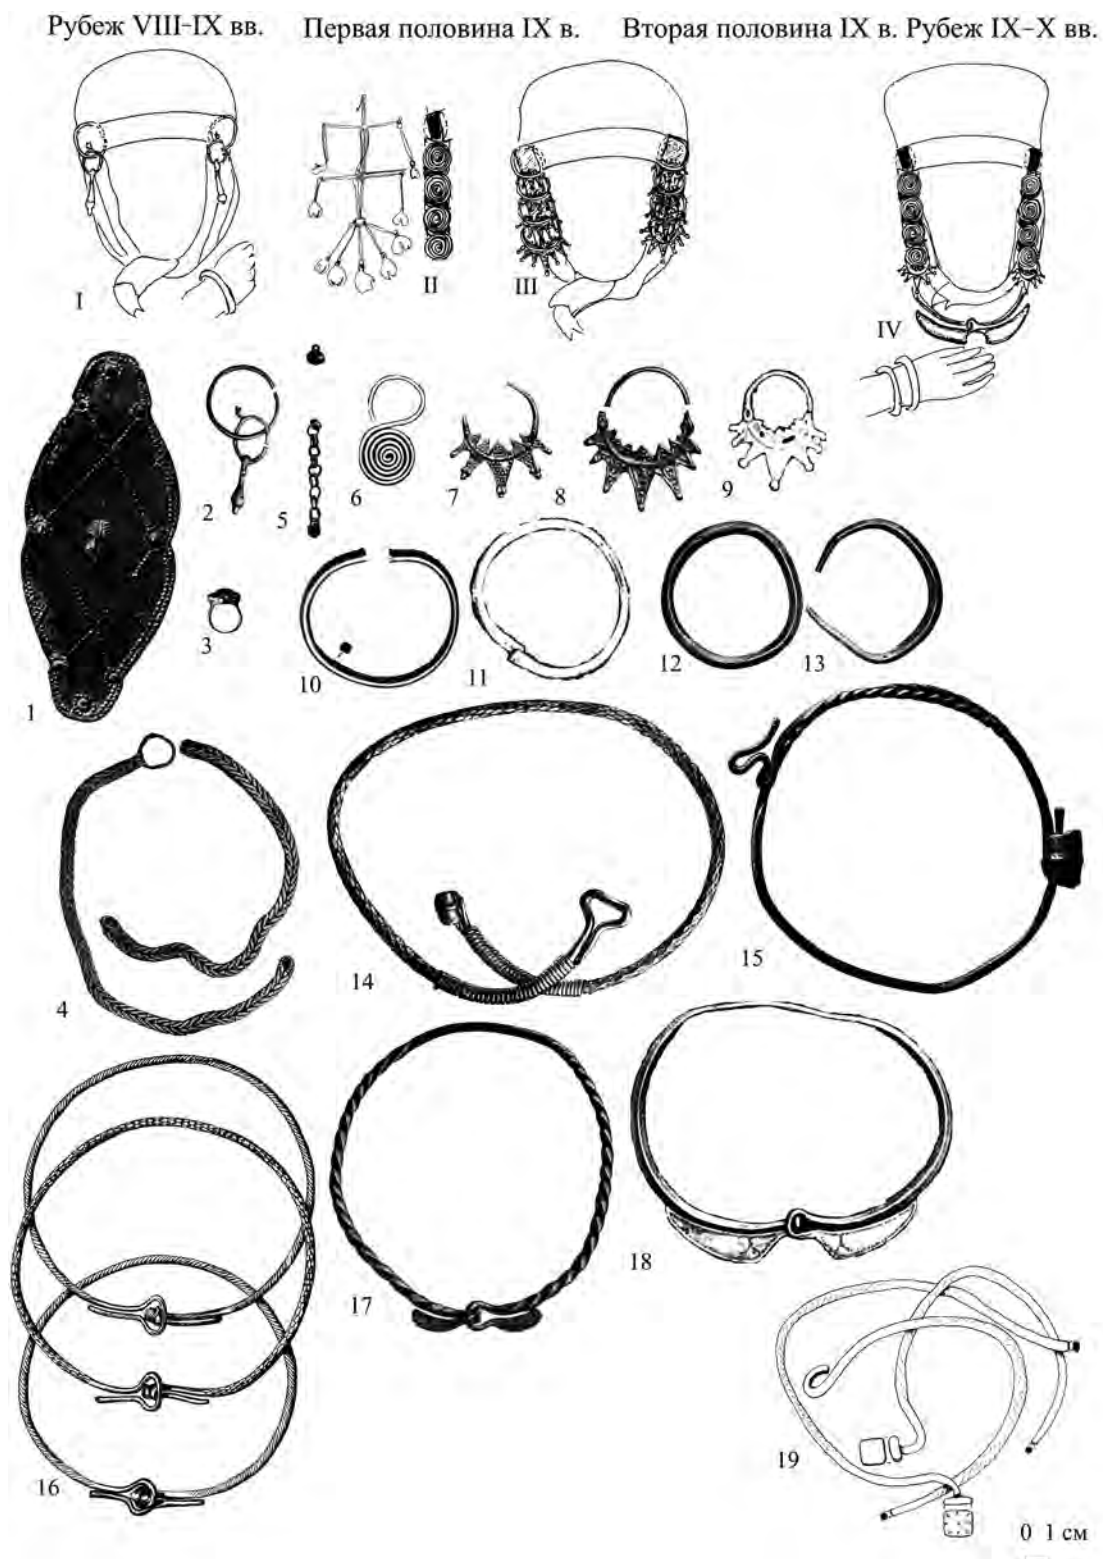 Рубеж VIII-IX вв. Первая половина IX в. Вторая половина IX в. Рубеж IX-X вв.
I II III IV
1 2 5 6 7 8 9
3 10 11 12 13
4 14 15
16 17 18
19
0 1 см